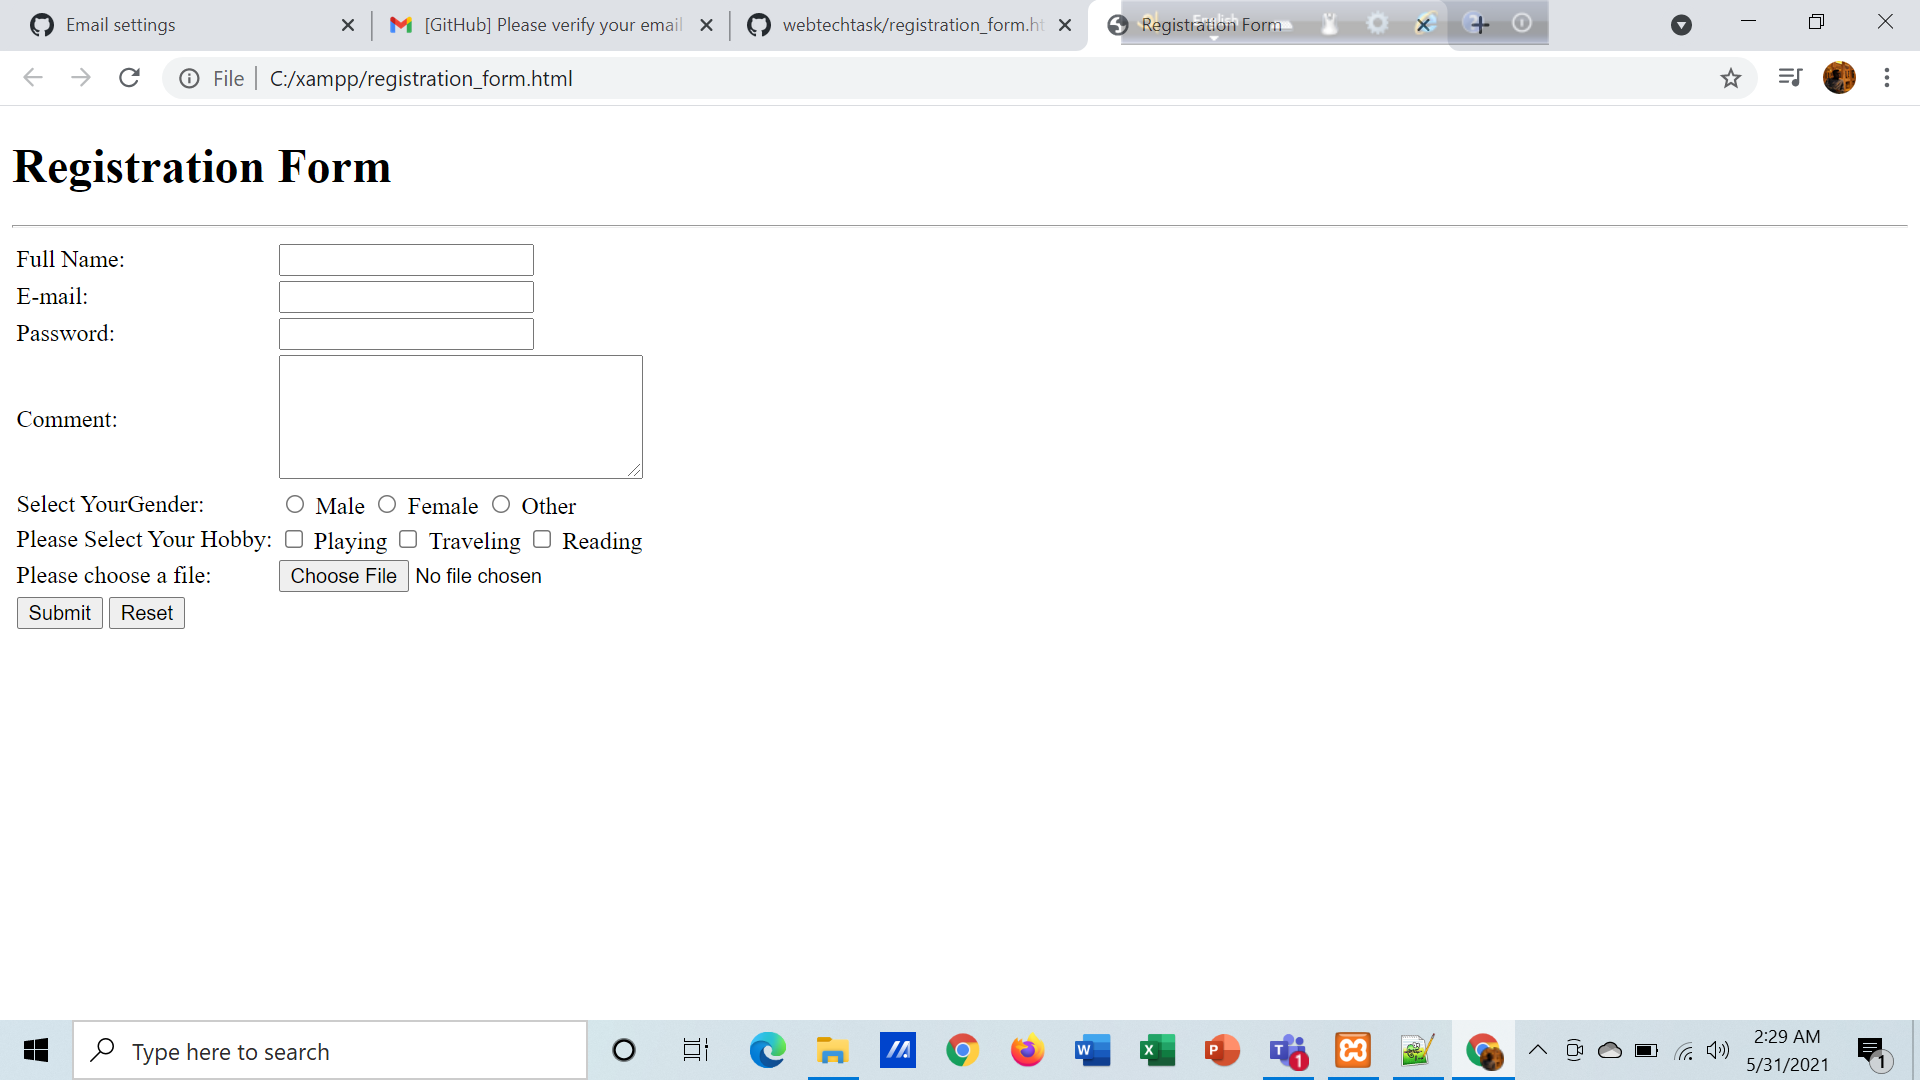 Email settings
[GitHub] Please verify your email
webtechtask/registration_form.ht
Registration Form
English
File
C:/xampp/registration_form.html
Registration Form
Full Name:
E-mail:
Password:
Comment:
Select YourGender: Male Female Other
Please Select Your Hobby: Playing Traveling Reading
Please choose a file: Choose File No file chosen
Submit Reset
Type here to search
W
X
P
T 1
2:29 AM
5/31/2021
1